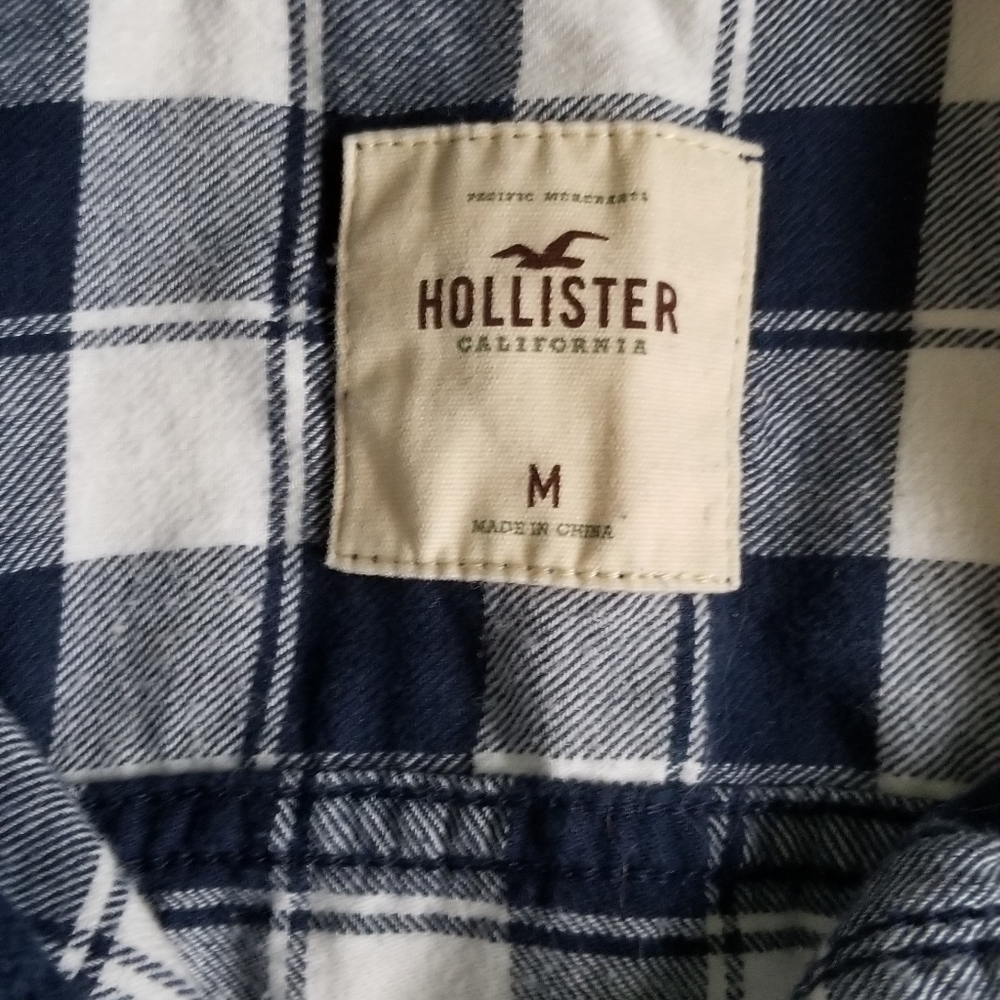 PACIFIC MERCHANTS
HOLLISTER
CALIFORNIA
M
MADE IN CHINA